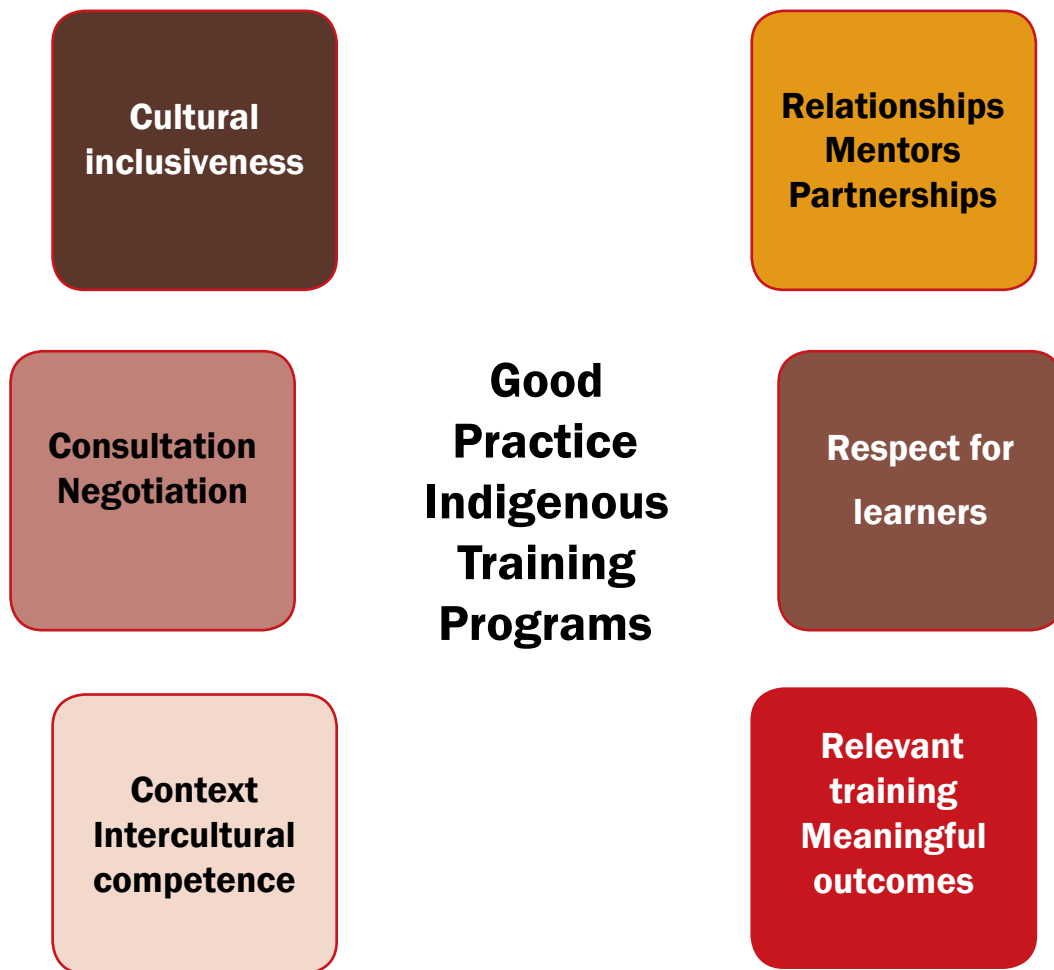 Cultural
inclusiveness
Relationships
Mentors
Partnerships
Consultation
Negotiation
Good
Practice
Indigenous
Training
Programs
Respect for
learners
Context
Intercultural
competence
Relevant
training
Meaningful
outcomes